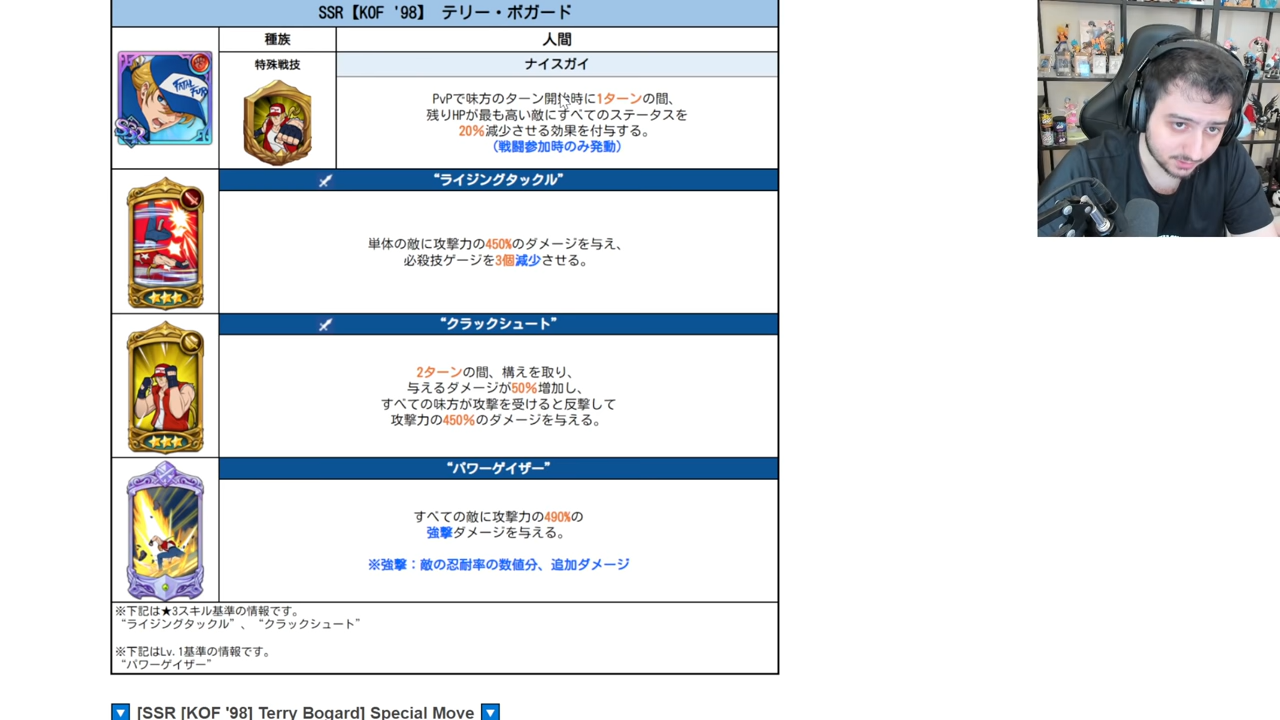 SSR【KOF '98】 テリー・ボガード
種族
人間
特殊戦技
ナイスガイ
FATAL FURY
SSR
PvPで味方のターン開始時に1ターンの間、
残りHPが最も高い敵にすべてのステータスを
20%減少させる効果を付与する。
(戦闘参加時のみ発動)
“ライジングタックル”
単体の敵に攻撃力の450%のダメージを与え、
必殺技ゲージを3個減少させる。
“クラックシュート”
2ターンの間、構えを取り、
与えるダメージが50%増加し、
すべての味方が攻撃を受けると反撃して
攻撃力の450%のダメージを与える。
“パワーゲイザー”
すべての敵に攻撃力の490%の
強撃ダメージを与える。
※強撃：敵の忍耐率の数値分、追加ダメージ
※下記は★3スキル基準の情報です。
“ライジングタックル”、“クラックシュート”
※下記はLv.1基準の情報です。
“パワーゲイザー”
[SSR [KOF '98] Terry Bogard] Special Move